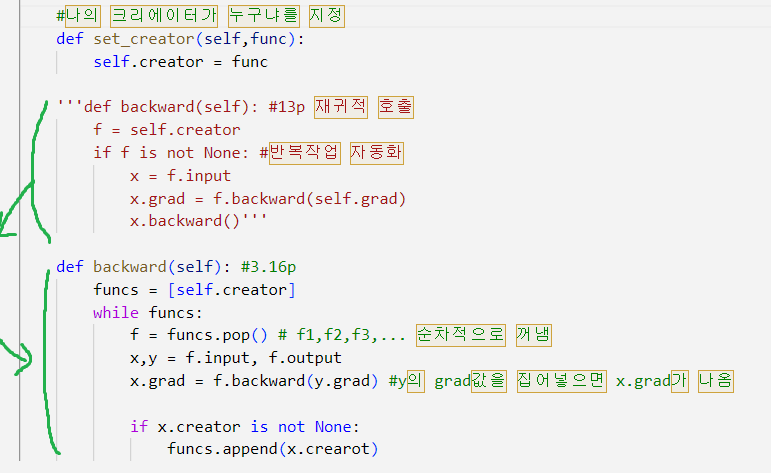 #나의 크리에이터가 누구냐를 지정
def set_creator(self,func):
self.creator = func
'''def backward(self): #13p 재귀적 호출
f = self.creator
if f is not None: #반복작업 자동화
x = f.input
x.grad = f.backward(self.grad)
x.backward()'''
def backward(self): #3.16p
funcs = [self.creator]
while funcs:
f = funcs.pop() # f1,f2,f3,... 순차적으로 꺼냄
x,y = f.input, f.output
x.grad = f.backward(y.grad) #y의 grad값을 집어넣으면 x.grad가 나옴
if x.creator is not None:
funcs.append(x.crearot)